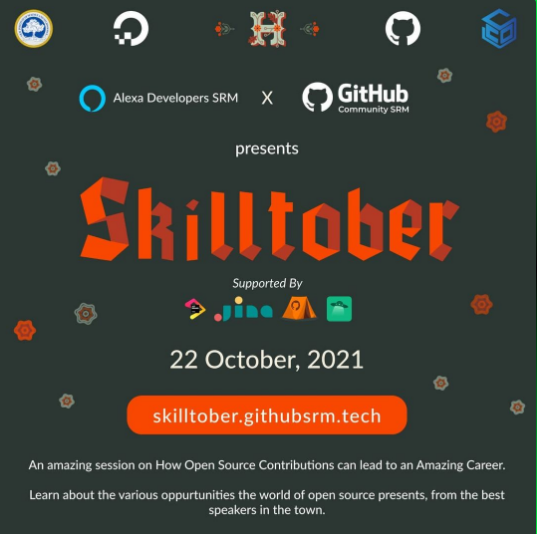 H
Alexa Developers SRM X GitHub
Community SRM
presents
Skilltober
Supported By
.jina
22 October, 2021
skilltober.githubsrm.tech
An amazing session on How Open Source Contributions can lead to an Amazing Career.
Learn about the various oppurtunities the world of open source presents, from the best
speakers in the town.